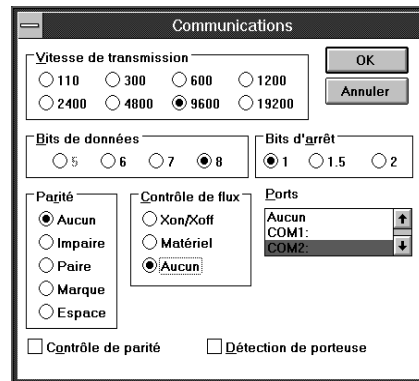 Communications
Vitesse de transmission
110 300 600 1200
2400 4800 9600 19200
OK
Annuler
Bits de données
5 6 7 8
Bits d'arrêt
1 1.5 2
Parité
Aucun
Impaire
Paire
Marque
Espace
Contrôle de flux
Xon/Xoff
Matériel
Aucun
Ports
Aucun
COM1:
COM2:
Contrôle de parité
Détection de porteuse